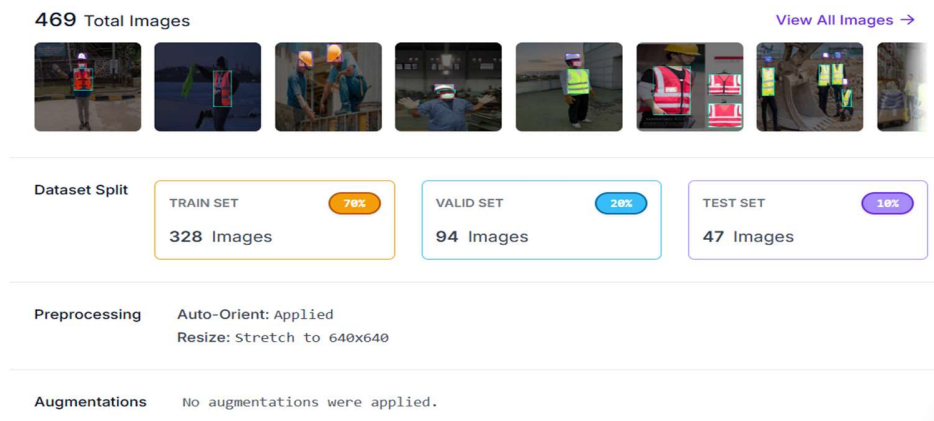 469 Total Images
View All Images →
Dataset Split
TRAIN SET
70%
328 Images
VALID SET
20%
94 Images
TEST SET
10%
47 Images
Preprocessing
Auto-Orient: Applied
Resize: Stretch to 640x640
Augmentations
No augmentations were applied.